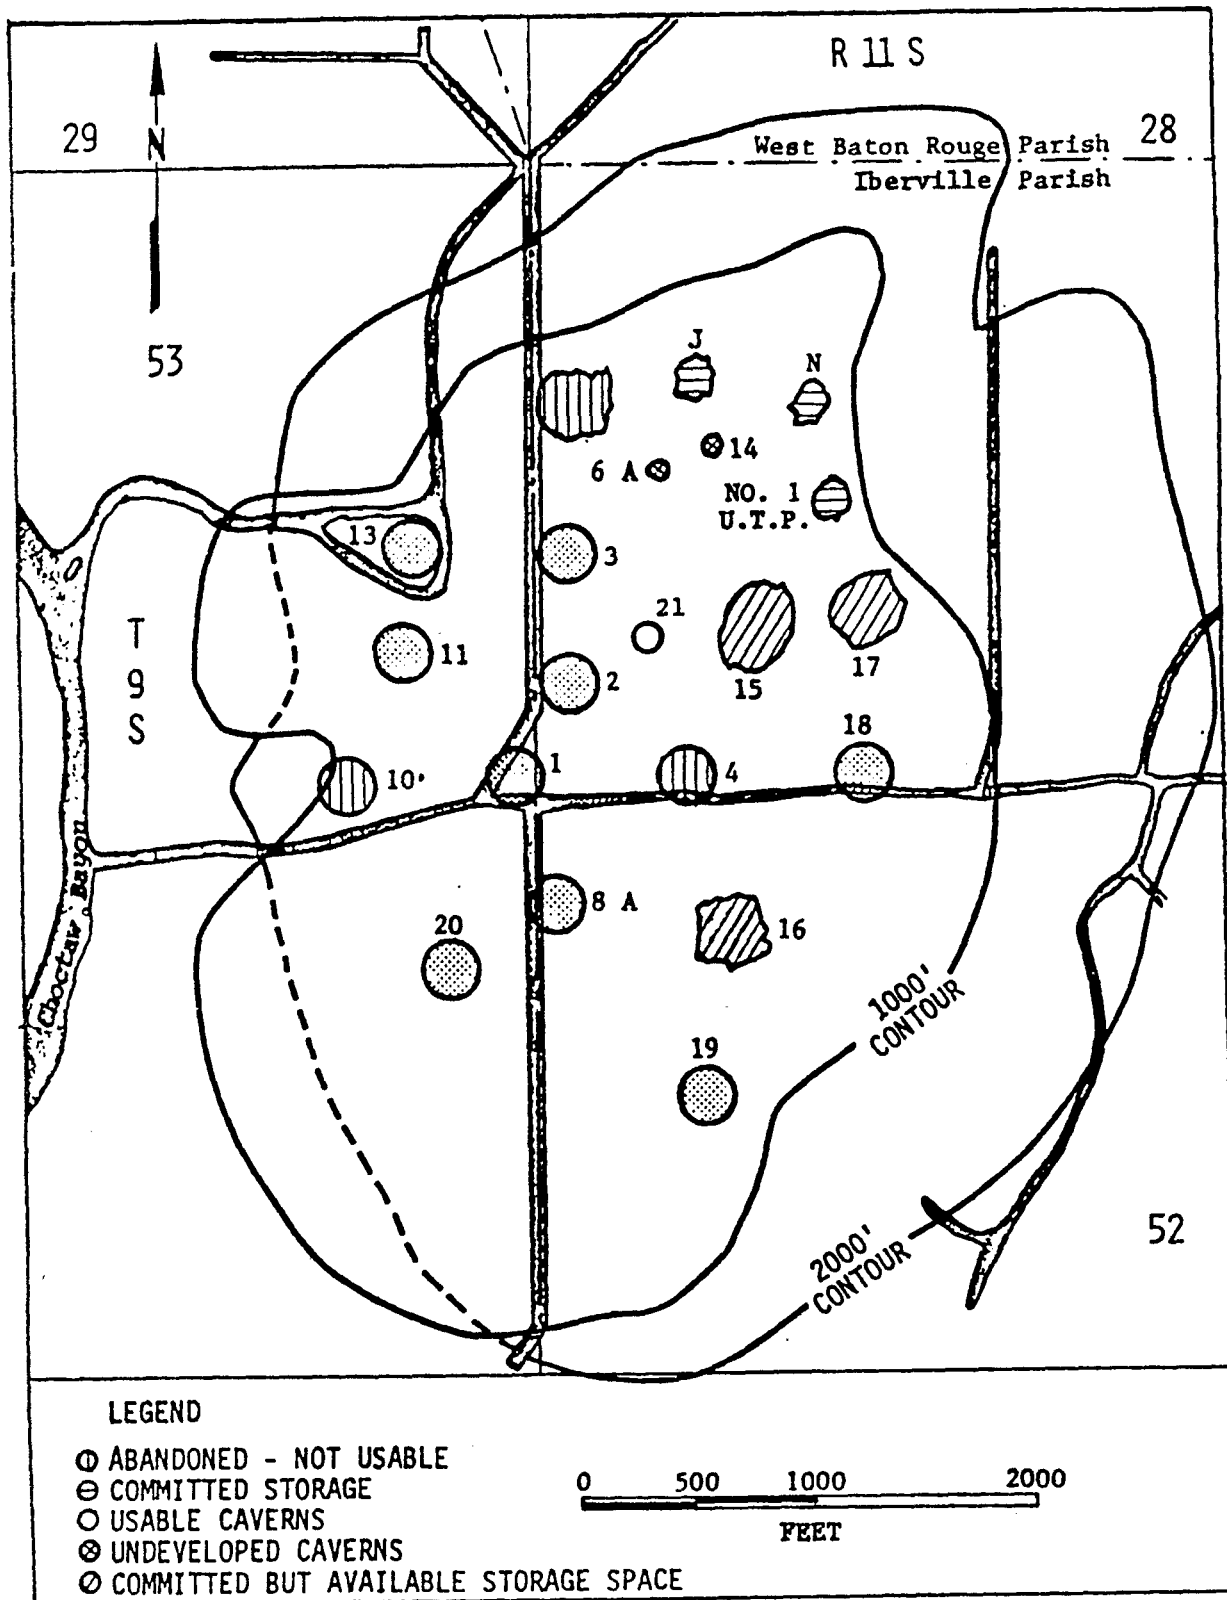 R 11 S
29
N
28
West Baton Rouge Parish
Iberville Parish
53
J
N
14
6 A
NO. 1
U.T.P.
13
3
21
T
9
S
11
2
15
17
18
10
1
4
8 A
20
16
Choctaw Bayou
1000'
CONTOUR
19
52
2000'
CONTOUR
LEGEND
ABANDONED - NOT USABLE
COMMITTED STORAGE
USABLE CAVERNS
UNDEVELOPED CAVERNS
COMMITTED BUT AVAILABLE STORAGE SPACE
0 500 1000 2000
FEET